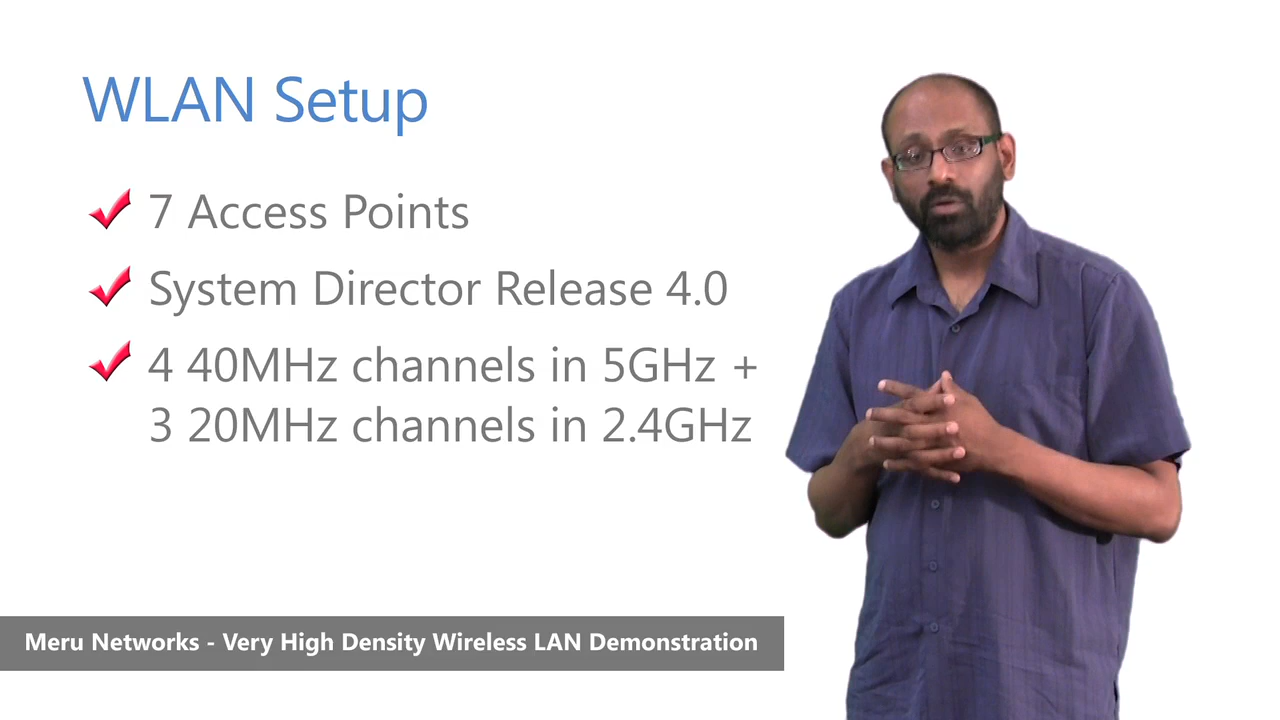 WLAN Setup
7 Access Points
System Director Release 4.0
4 40MHz channels in 5GHz +
3 20MHz channels in 2.4GHz
Meru Networks - Very High Density Wireless LAN Demonstration